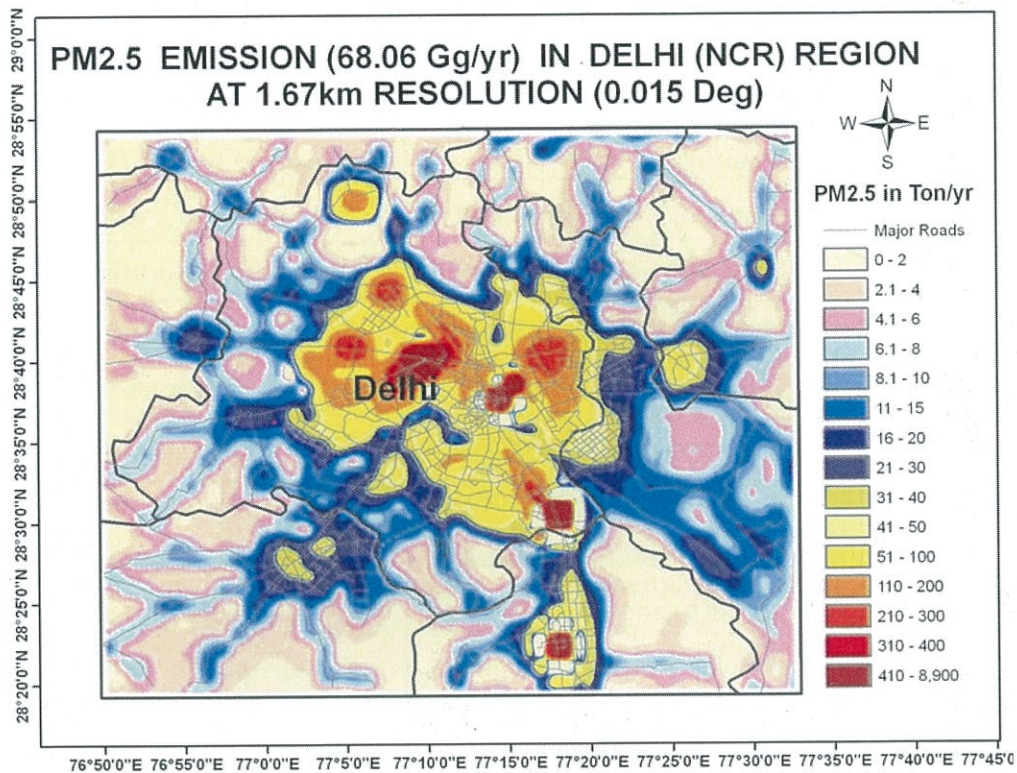 PM2.5 EMISSION (68.06 Gg/yr) IN DELHI (NCR) REGION
AT 1.67km RESOLUTION (0.015 Deg)
N
W E
S
PM2.5 in Ton/yr
Major Roads
0 - 2
2.1 - 4
4.1 - 6
6.1 - 8
8.1 - 10
11 - 15
16 - 20
21 - 30
31 - 40
41 - 50
51 - 100
110 - 200
210 - 300
310 - 400
410 - 8,900
Delhi
29°0'0"N
28°55'0"N
28°50'0"N
28°45'0"N
28°40'0"N
28°35'0"N
28°30'0"N
28°25'0"N
28°20'0"N
76°50'0"E 76°55'0"E 77°0'0"E 77°5'0"E 77°10'0"E 77°15'0"E 77°20'0"E 77°25'0"E 77°30'0"E 77°35'0"E 77°40'0"E 77°45'0